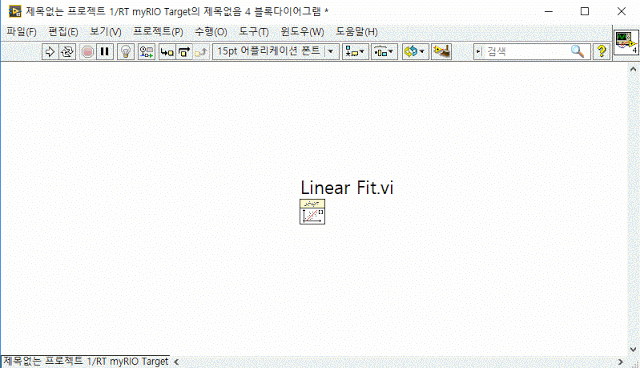 제목없는 프로젝트 1/RT myRIO Target의 제목없음 4 블록다이어그램 *
파일(F) 편집(E) 보기(V) 프로젝트(P) 수행(O) 도구(T) 윈도우(W) 도움말(H)
15pt 어플리케이션 폰트 검색 ? 4
Linear Fit.vi
제목없는 프로젝트 1/RT myRIO Target